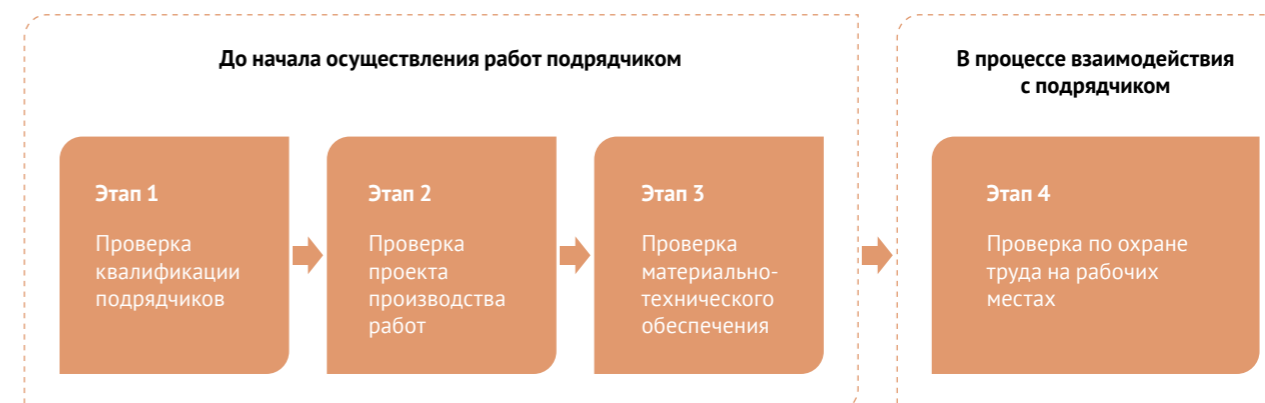 До начала осуществления работ подрядчиком
Этап 1
Проверка
квалификации
подрядчиков
Этап 2
Проверка
проекта
производства
работ
Этап 3
Проверка
материально-
технического
обеспечения
В процессе взаимодействия
с подрядчиком
Этап 4
Проверка по охране
труда на рабочих
местах